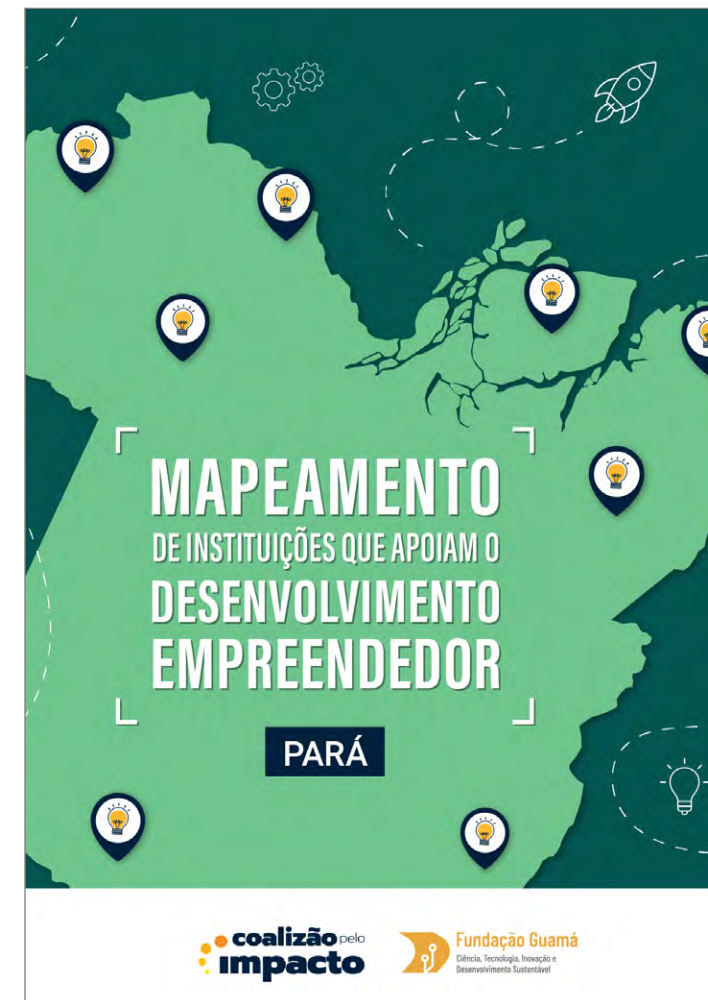 MAPEAMENTO
DE INSTITUIÇÕES QUE APOIAM O
DESENVOLVIMENTO
EMPREENDEDOR
PARÁ
coalizão pelo
impacto
Fundação Guamá
Ciência, Tecnologia, Inovação e
Desenvolvimento Sustentável